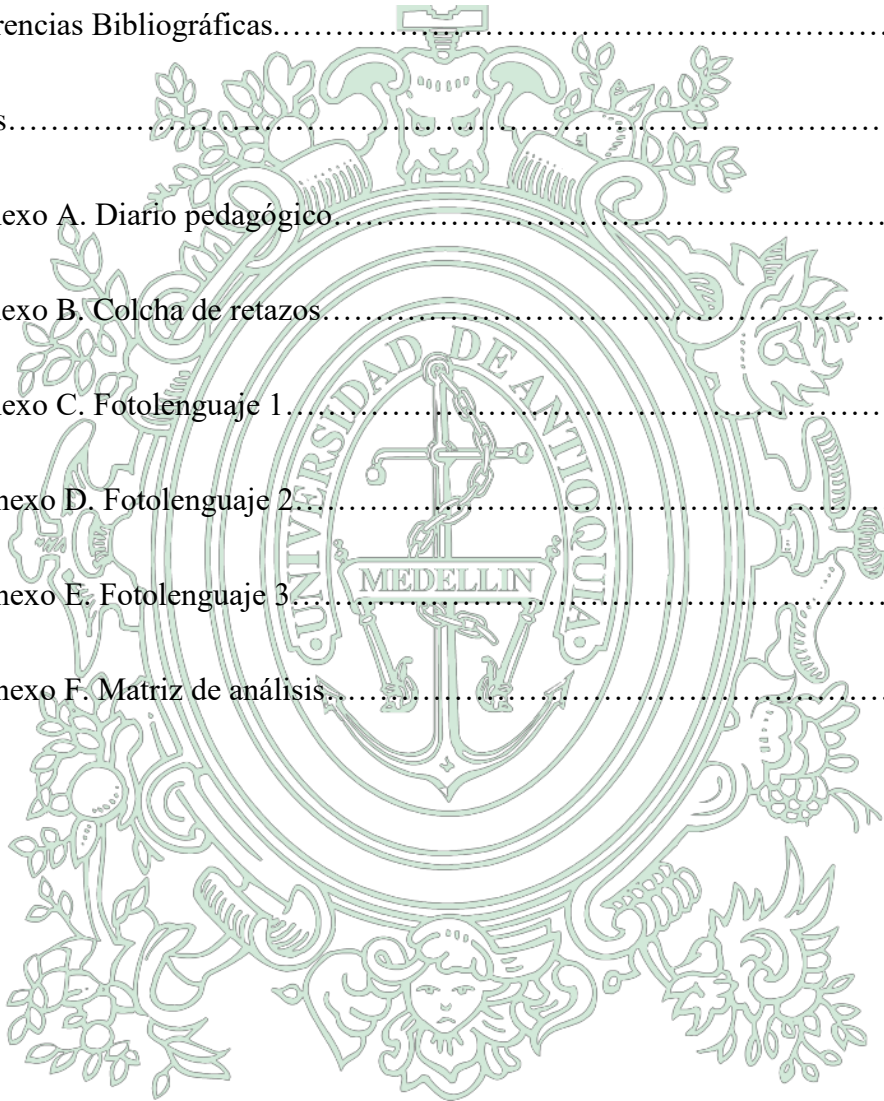 rencias Bibliográficas.……………………………………………………………
s……………………………………………………………………………………
exo A. Diario pedagógico……………………………………………………
exo B. Colcha de retazos……………………………………………………
exo C. Fotolenguaje 1………………………………………………………
nexo D. Fotolenguaje 2………………………………………………………
nexo E. Fotolenguaje 3………………………………………………………
nexo F. Matriz de análisis……………………………………………………
UNIVERSIDAD DE ANTIOQUIA
MEDELLIN